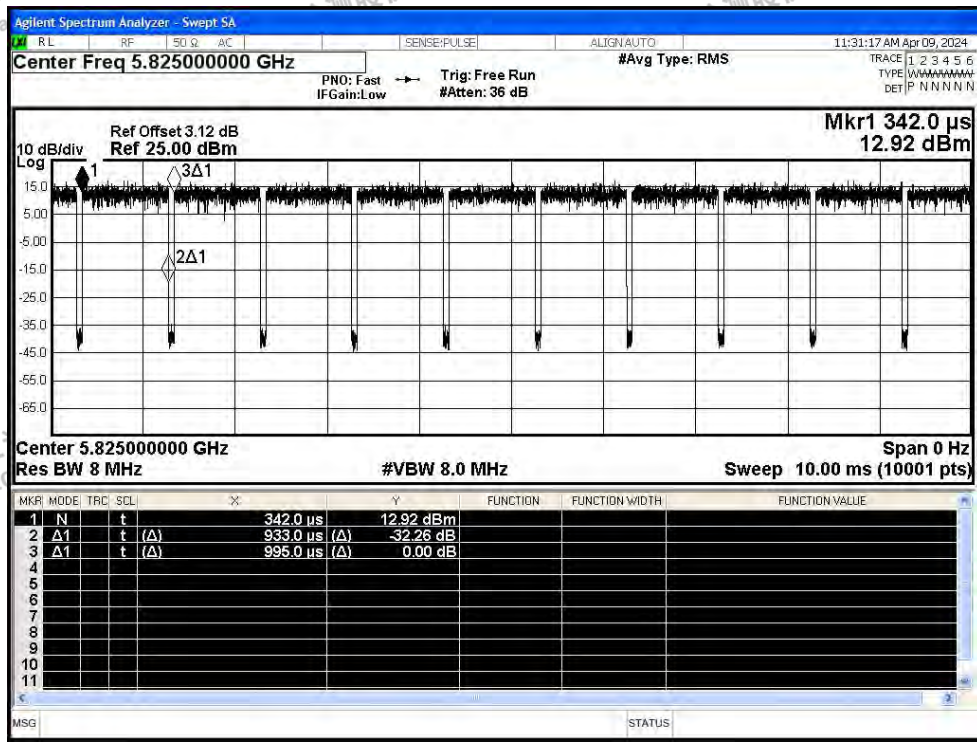 Agilent Spectrum Analyzer - Swept SA
RL RF 50 Ω AC SENSE:PULSE ALIGN AUTO 11:31:17 AM Apr 09, 2024
Center Freq 5.825000000 GHz
PNO: Fast
IFGain:Low
Trig: Free Run
#Atten: 36 dB
#Avg Type: RMS
TRACE 1 2 3 4 5 6
TYPE WWWWWW
DET P N N N N N
Mkr1 342.0 µs
12.92 dBm
Ref Offset 3.12 dB
10 dB/div Ref 25.00 dBm
Log
1
3Δ1
2Δ1
15.0
5.00
-5.00
-15.0
-25.0
-35.0
-45.0
-55.0
-65.0
Center 5.825000000 GHz Span 0 Hz
Res BW 8 MHz #VBW 8.0 MHz Sweep 10.00 ms (10001 pts)
MKR MODE TRC SCL X Y FUNCTION FUNCTION WIDTH FUNCTION VALUE
1 N t 342.0 µs 12.92 dBm
2 Δ1 t (Δ) 933.0 µs (Δ) -32.26 dB
3 Δ1 t (Δ) 995.0 µs (Δ) 0.00 dB
4
5
6
7
8
9
10
11
MSG STATUS